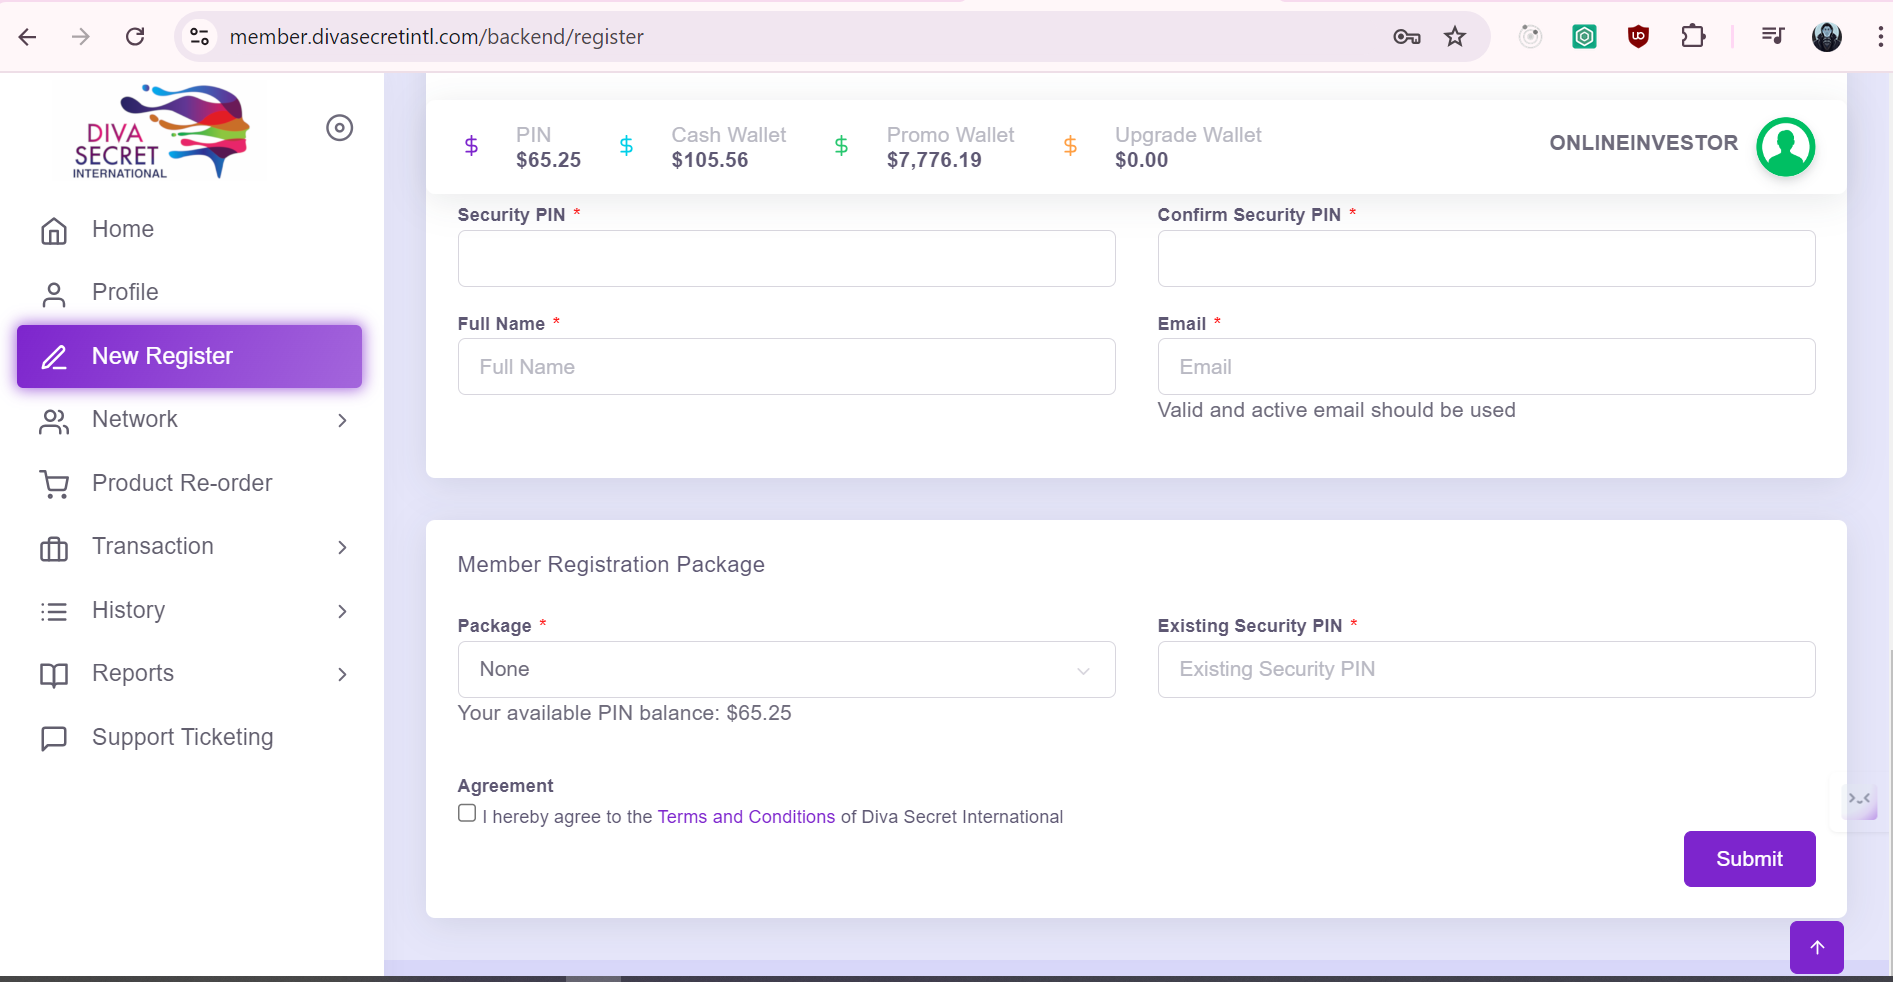 member.divasecretintl.com/backend/register
DIVA
SECRET
INTERNATIONAL
Home
Profile
New Register
Network
Product Re-order
Transaction
History
Reports
Support Ticketing
$ PIN $ Cash Wallet $ Promo Wallet $ Upgrade Wallet
$65.25 $105.56 $7,776.19 $0.00
ONLINEINVESTOR
Security PIN * Confirm Security PIN *
Full Name * Email *
Full Name Email
Valid and active email should be used
Member Registration Package
Package * Existing Security PIN *
None Existing Security PIN
Your available PIN balance: $65.25
Agreement
I hereby agree to the Terms and Conditions of Diva Secret International
Submit